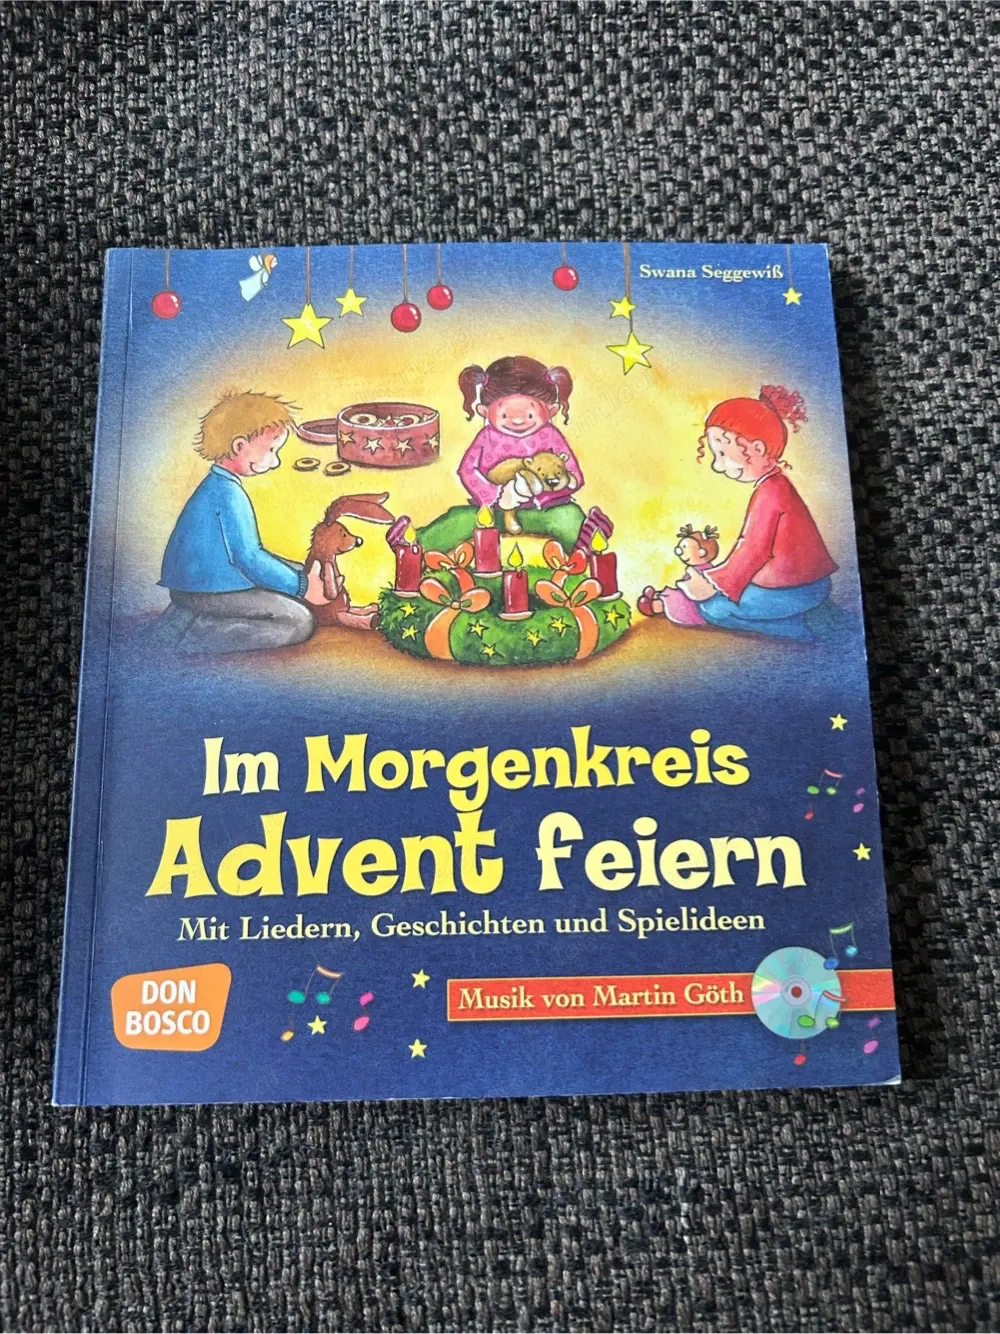 Swana Seggewiß
Im Morgenkreis
Advent feiern
Mit Liedern, Geschichten und Spielideen
DON
BOSCO
Musik von Martin Göth